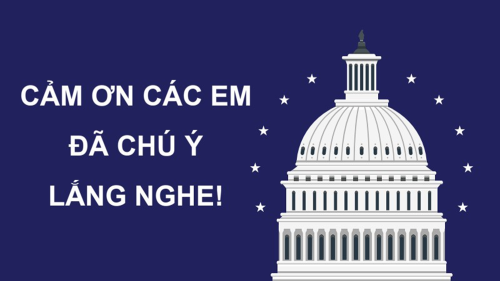 CẢM ƠN CÁC EM
ĐÃ CHÚ Ý
LẮNG NGHE!